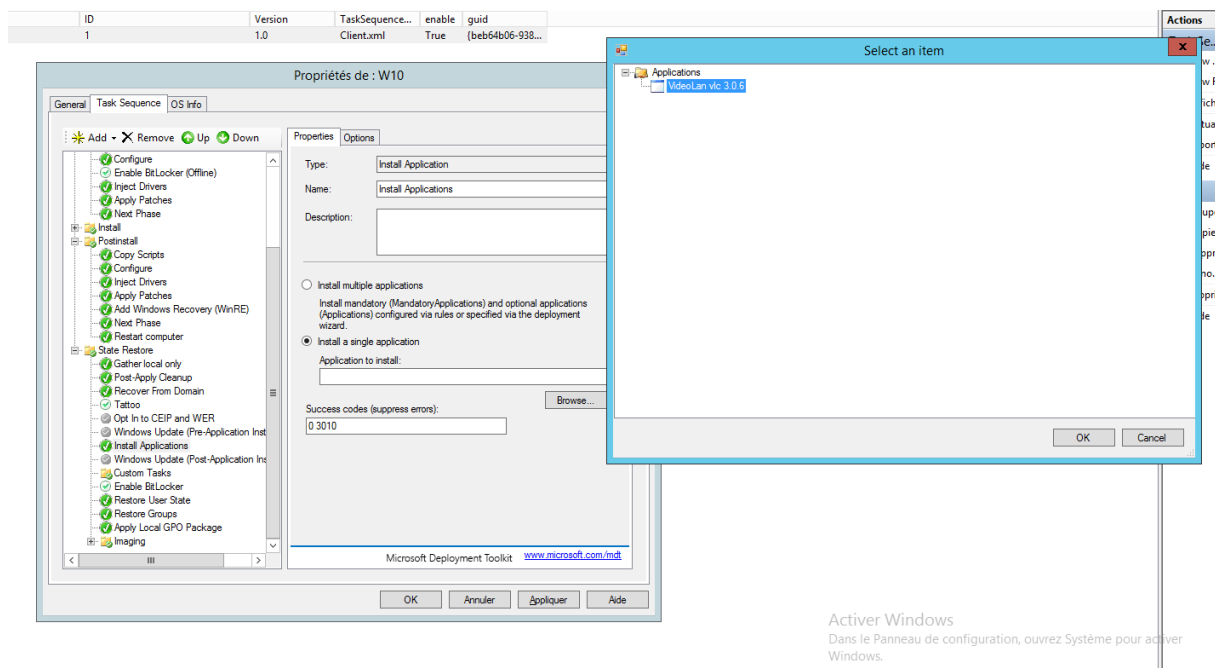 ID Version TaskSequence... enable guid
1 1.0 Client.xml True {beb64b06-938...
Actions
Select an item
x
Applications
VideoLan vlc 3.0.6
OK Cancel
Propriétés de : W10
General Task Sequence OS Info
Add Remove Up Down
Configure
Enable BitLocker (Offline)
Inject Drivers
Apply Patches
Next Phase
Install
Postinstall
Copy Scripts
Configure
Inject Drivers
Apply Patches
Add Windows Recovery (WinRE)
Next Phase
Restart computer
State Restore
Gather local only
Post-Apply Cleanup
Recover From Domain
Tattoo
Opt In to CEIP and WER
Windows Update (Pre-Application Inst
Install Applications
Windows Update (Post-Application Ins
Custom Tasks
Enable BitLocker
Restore User State
Restore Groups
Apply Local GPO Package
Imaging
Properties Options
Type: Install Application
Name: Install Applications
Description:
Install multiple applications
Install mandatory (MandatoryApplications) and optional applications
(Applications) configured via rules or specified via the deployment
wizard.
Install a single application
Application to install:
Browse...
Success codes (suppress errors):
0 3010
Microsoft Deployment Toolkit www.microsoft.com/mdt
OK Annuler Appliquer Aide
Activer Windows
Dans le Panneau de configuration, ouvrez Système pour activer
Windows.